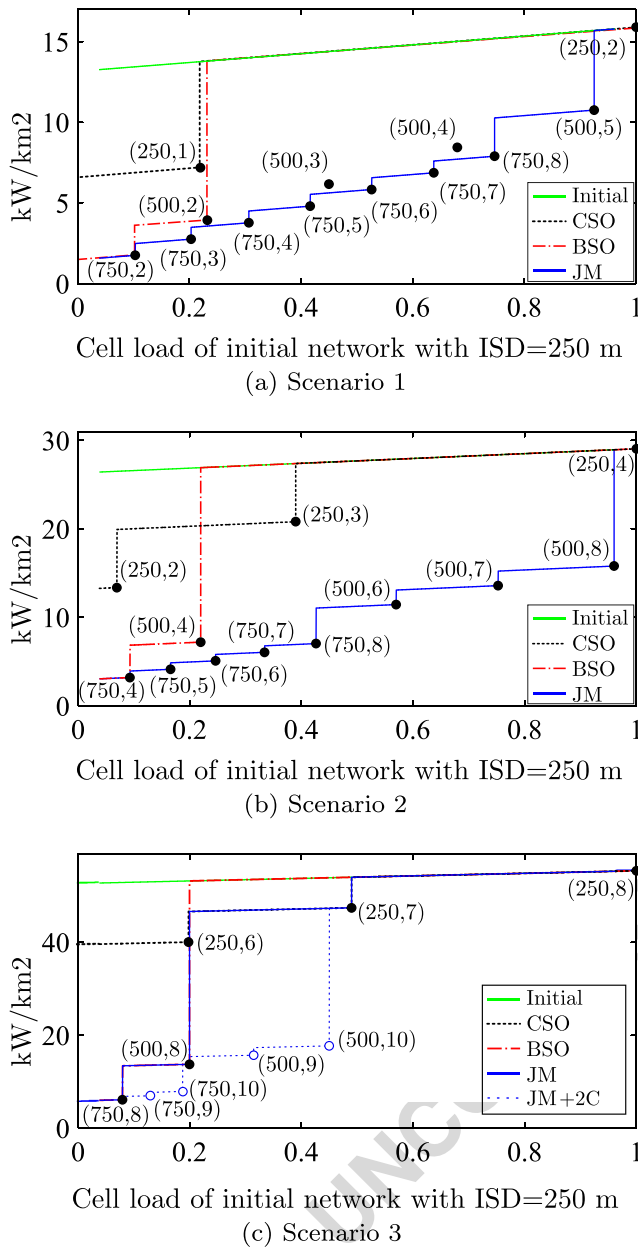 15
10
5
0
kW/km2
(250,1)
(500,2)
(750,2)
(750,3)
(750,4)
(500,3)
(750,5)
(750,6)
(500,4)
(750,7)
(750,8)
(500,5)
(250,2)
Initial
CSO
BSO
JM
0 0.2 0.4 0.6 0.8 1
Cell load of initial network with ISD=250 m
(a) Scenario 1
30
20
10
0
kW/km2
(250,2)
(250,3)
(250,4)
(500,4)
(750,4)
(750,5)
(750,6)
(750,7)
(750,8)
(500,6)
(500,7)
(500,8)
Initial
CSO
BSO
JM
0 0.2 0.4 0.6 0.8 1
Cell load of initial network with ISD=250 m
(b) Scenario 2
40
20
0
kW/km2
(250,8)
(250,7)
(250,6)
(500,8)
(750,8)
(750,9)
(750,10)
(500,9)
(500,10)
Initial
CSO
BSO
JM
JM+2C
0 0.2 0.4 0.6 0.8 1
Cell load of initial network with ISD=250 m
(c) Scenario 3